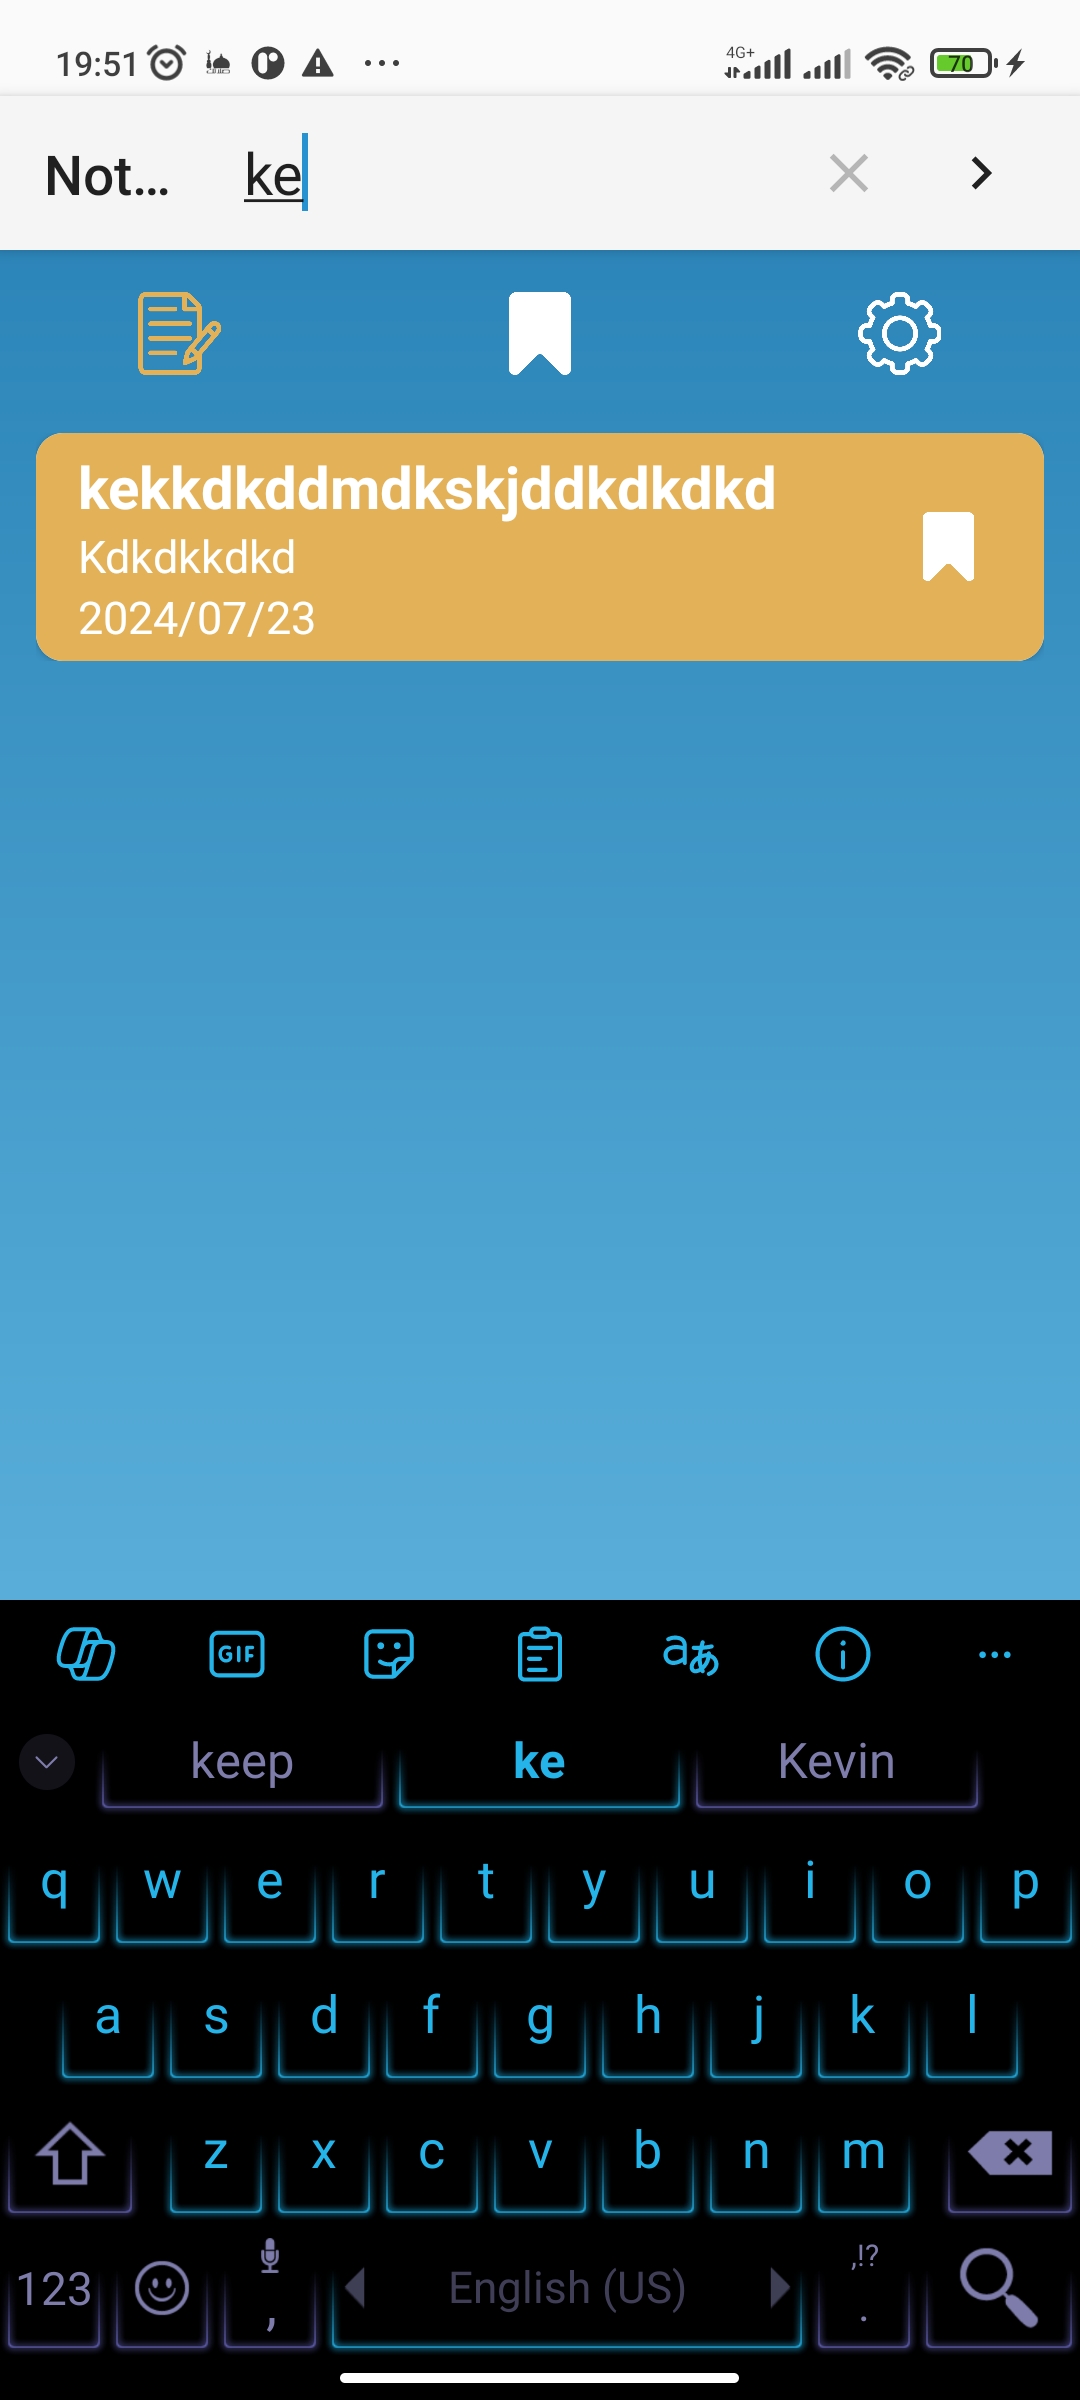 19:51 4G+ 70
Not... ke
kekkdkddmdkskjddkdkdkd
Kdkdkkdkd
2024/07/23
GIF aあ
keep ke Kevin
q w e r t y u i o p
a s d f g h j k l
z x c v b n m
123 , English (US) ,!? .